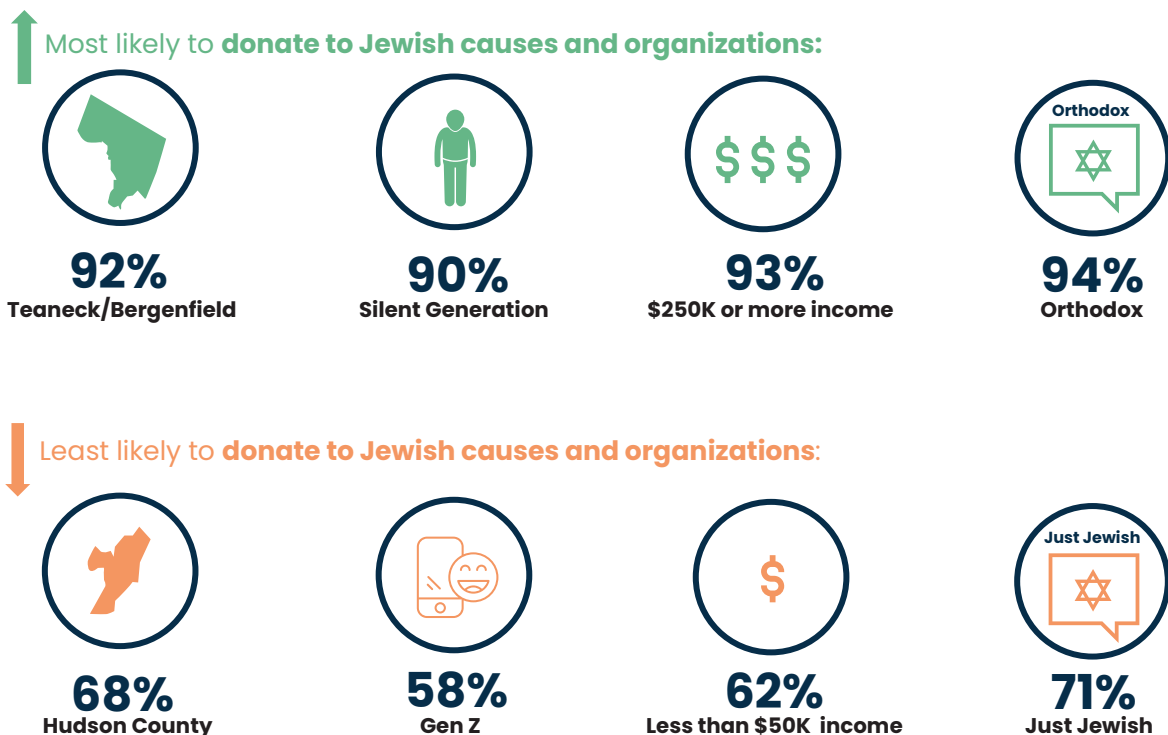 Most likely to donate to Jewish causes and organizations:
Orthodox
92%
Teaneck/Bergenfield
90%
Silent Generation
$$$
93%
$250K or more income
94%
Orthodox
Least likely to donate to Jewish causes and organizations:
Just Jewish
68%
Hudson County
58%
Gen Z
$
62%
Less than $50K income
71%
Just Jewish